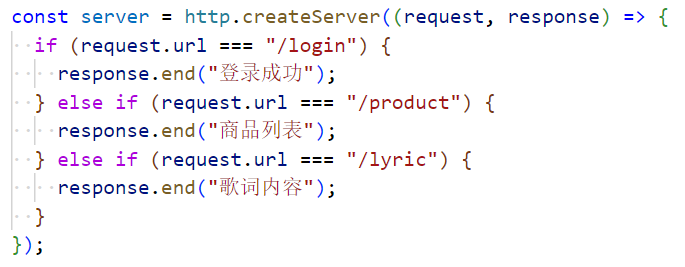 const server = http.createServer((request, response) => {
  if (request.url === "/login") {
    response.end("登录成功");
  } else if (request.url === "/product") {
    response.end("商品列表");
  } else if (request.url === "/lyric") {
    response.end("歌词内容");
  }
});